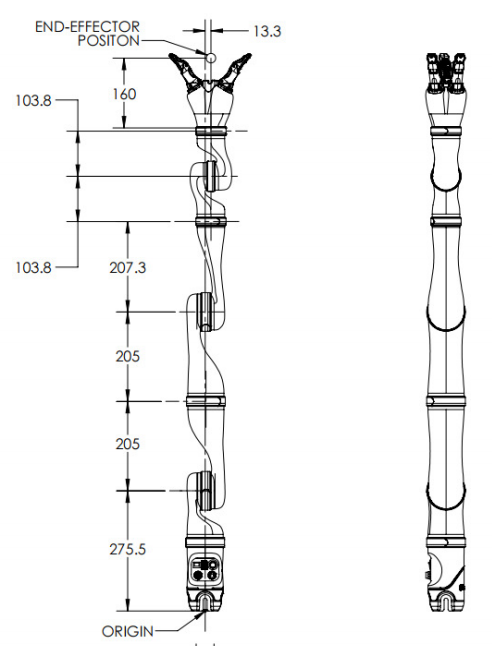 END-EFFECTOR
POSITON
13.3
160
103.8
103.8
207.3
205
205
275.5
ORIGIN